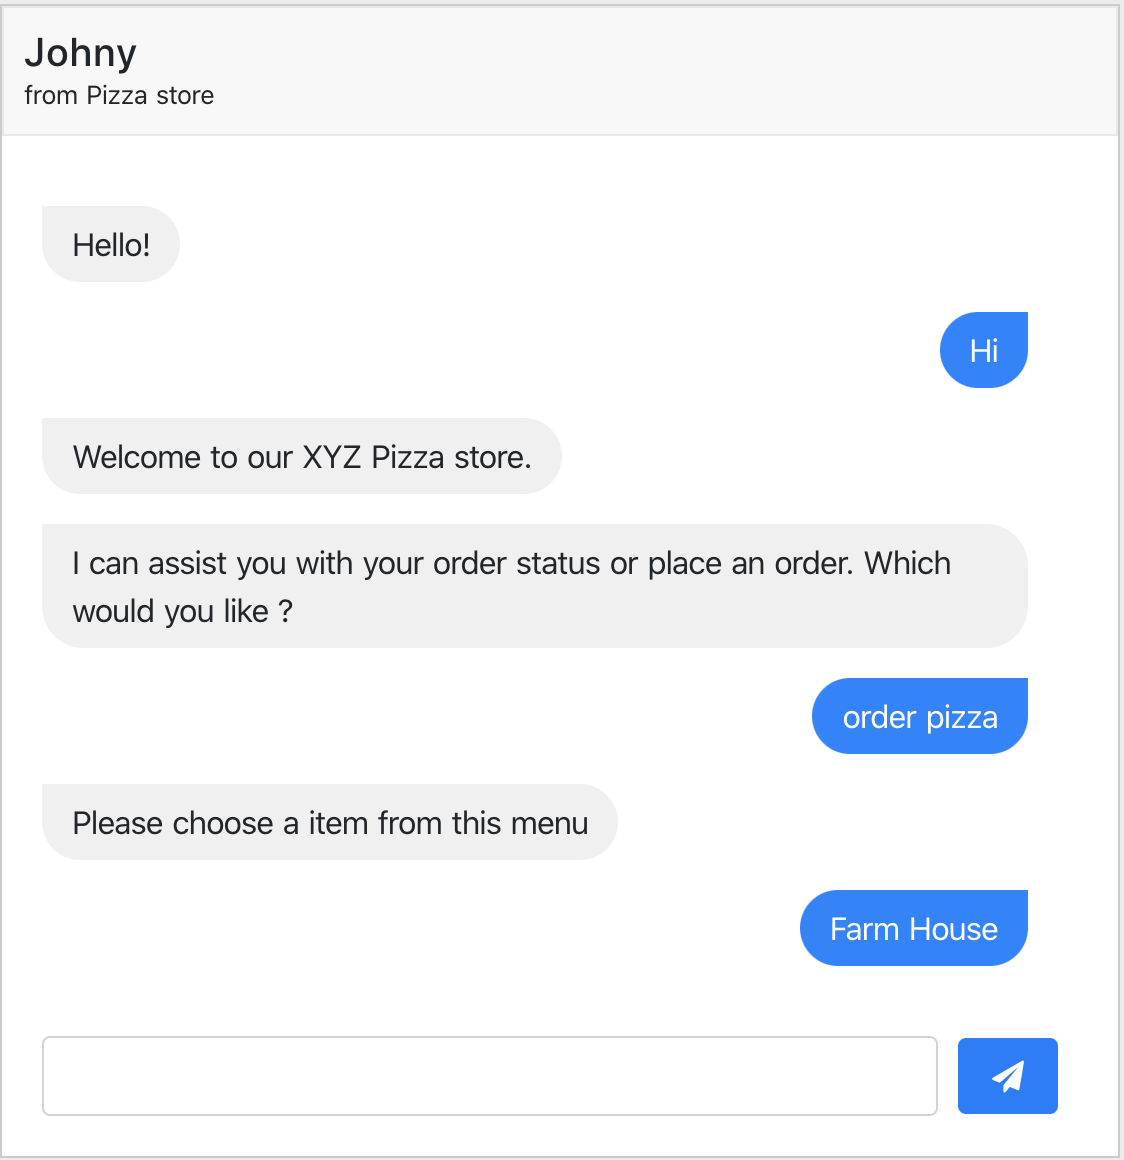 Johny
from Pizza store
Hello!
Hi
Welcome to our XYZ Pizza store.
I can assist you with your order status or place an order. Which
would you like ?
order pizza
Please choose a item from this menu
Farm House